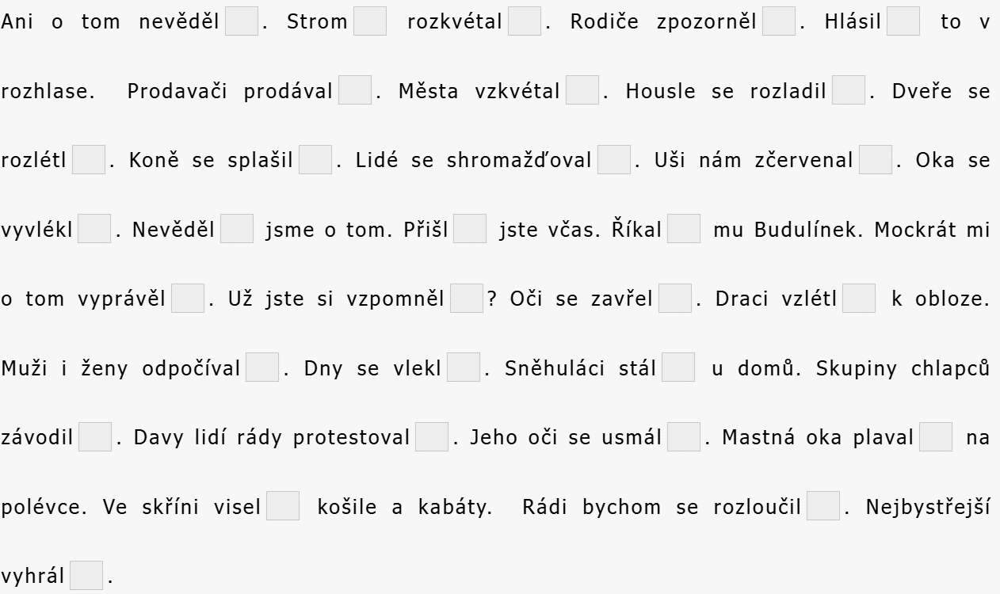 Ani o tom nevěděl . Strom rozkvétal . Rodiče zpozorněl . Hlásil to v
rozhlase. Prodavači prodával . Města vzkvétal . Housle se rozladil . Dveře se
rozlétl . Koně se splašil . Lidé se shromažďoval . Uši nám zčervenal . Oka se
vyvlékl . Nevěděl jsme o tom. Přišl jste včas. Říkal mu Budulínek. Mockrát mi
o tom vyprávěl . Už jste si vzpomněl ? Oči se zavřel . Draci vzlétl k obloze.
Muži i ženy odpočíval . Dny se vlekl . Sněhuláci stál u domů. Skupiny chlapců
závodil . Davy lidí rády protestoval . Jeho oči se usmál . Mastná oka plaval na
polévce. Ve skříni visel košile a kabáty. Rádi bychom se rozloučil . Nejbystřejší
vyhrál .